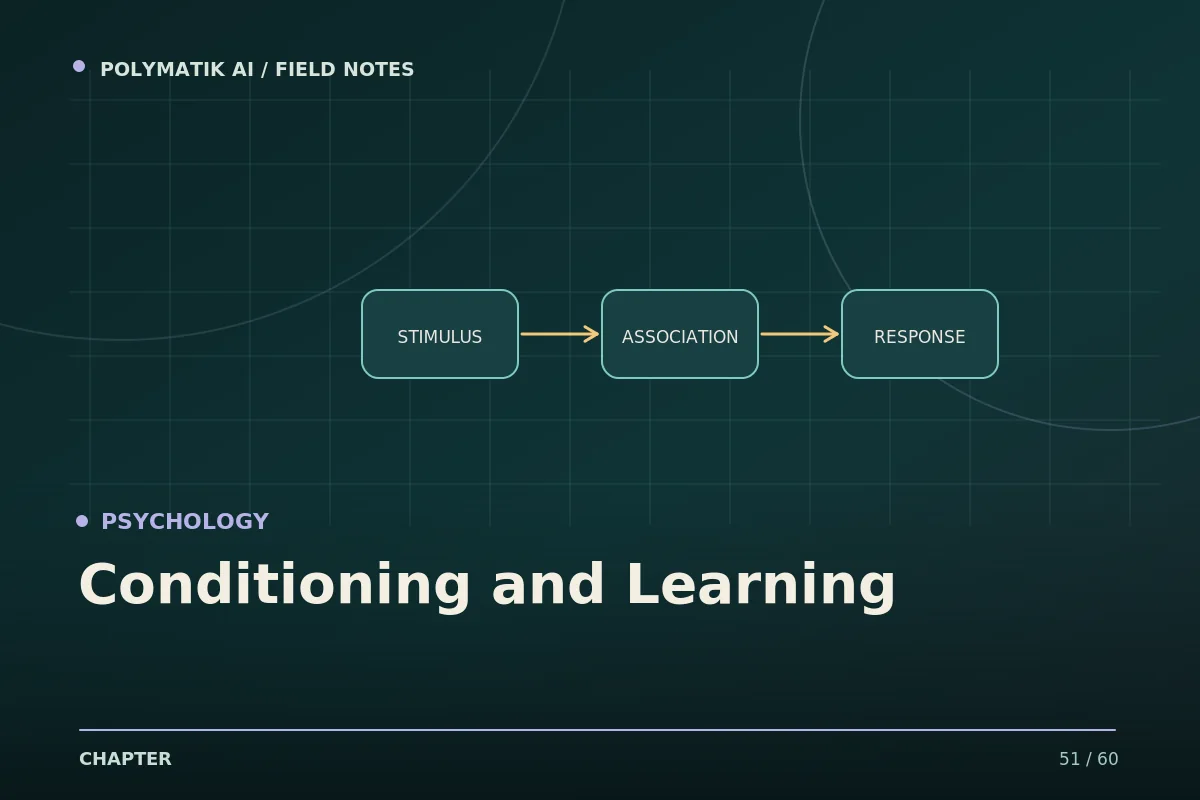 POLYMATIK AI / FIELD NOTES
STIMULUS
ASSOCIATION
RESPONSE
PSYCHOLOGY
Conditioning and Learning
CHAPTER
51 / 60